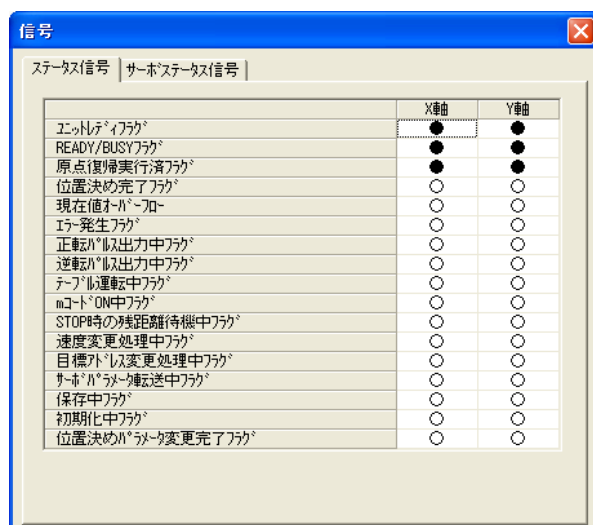 信号
ステータス信号 サーボステータス信号
X軸 Y軸
ユニットレディフラグ ● ●
READY/BUSYフラグ ● ●
原点復帰実行済フラグ ● ●
位置決め完了フラグ ○ ○
現在値オーバーフロー ○ ○
エラー発生フラグ ○ ○
正転パルス出力中フラグ ○ ○
逆転パルス出力中フラグ ○ ○
テーブル運転中フラグ ○ ○
mコードON中フラグ ○ ○
STOP時の残距離待機中フラグ ○ ○
速度変更処理中フラグ ○ ○
目標アドレス変更処理中フラグ ○ ○
サーボパラメータ転送中フラグ ○ ○
保存中フラグ ○ ○
初期化中フラグ ○ ○
位置決めパラメータ変更完了フラグ ○ ○